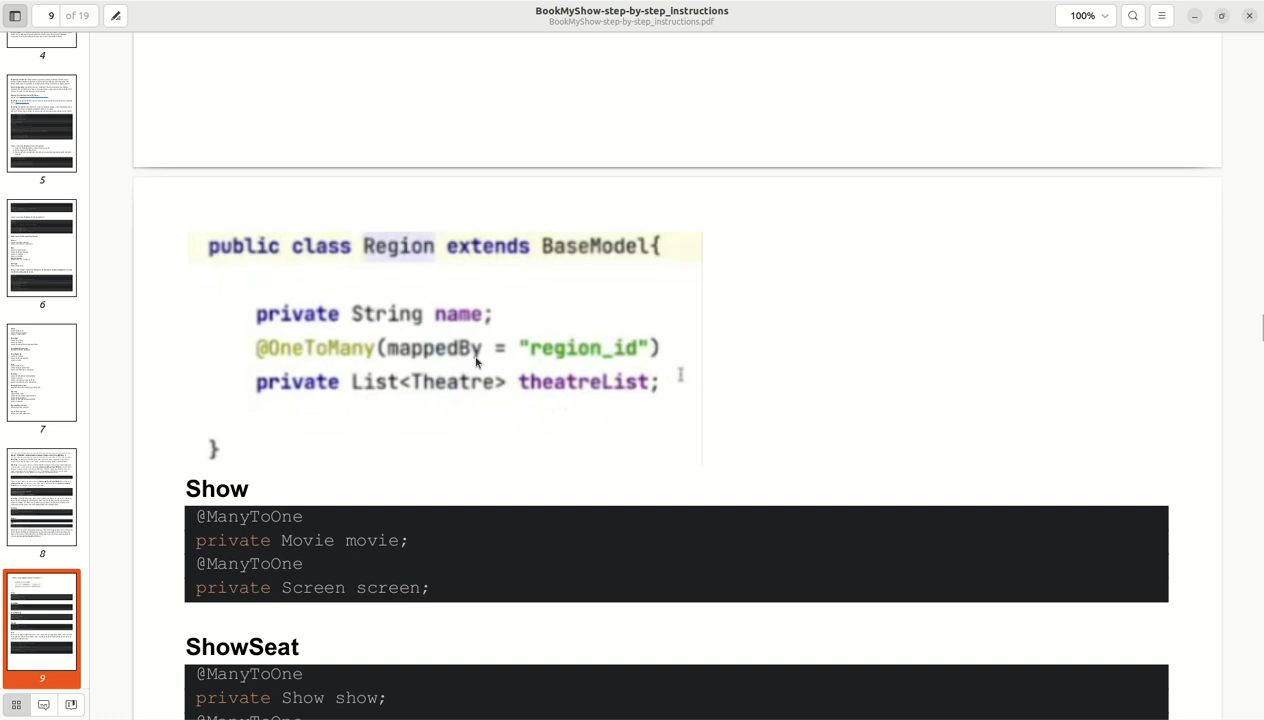 9 of 19
BookMyShow-step-by-step_instructions
BookMyShow-step-by-step_instructions.pdf
100%
4
5
6
7
8
9
public class Region extends BaseModel{
private String name;
@OneToMany(mappedBy = "region_id")
private List<Theatre> theatreList;
}
Show
@ManyToOne
private Movie movie;
@ManyToOne
private Screen screen;
ShowSeat
@ManyToOne
private Show show;
@ManyToOne